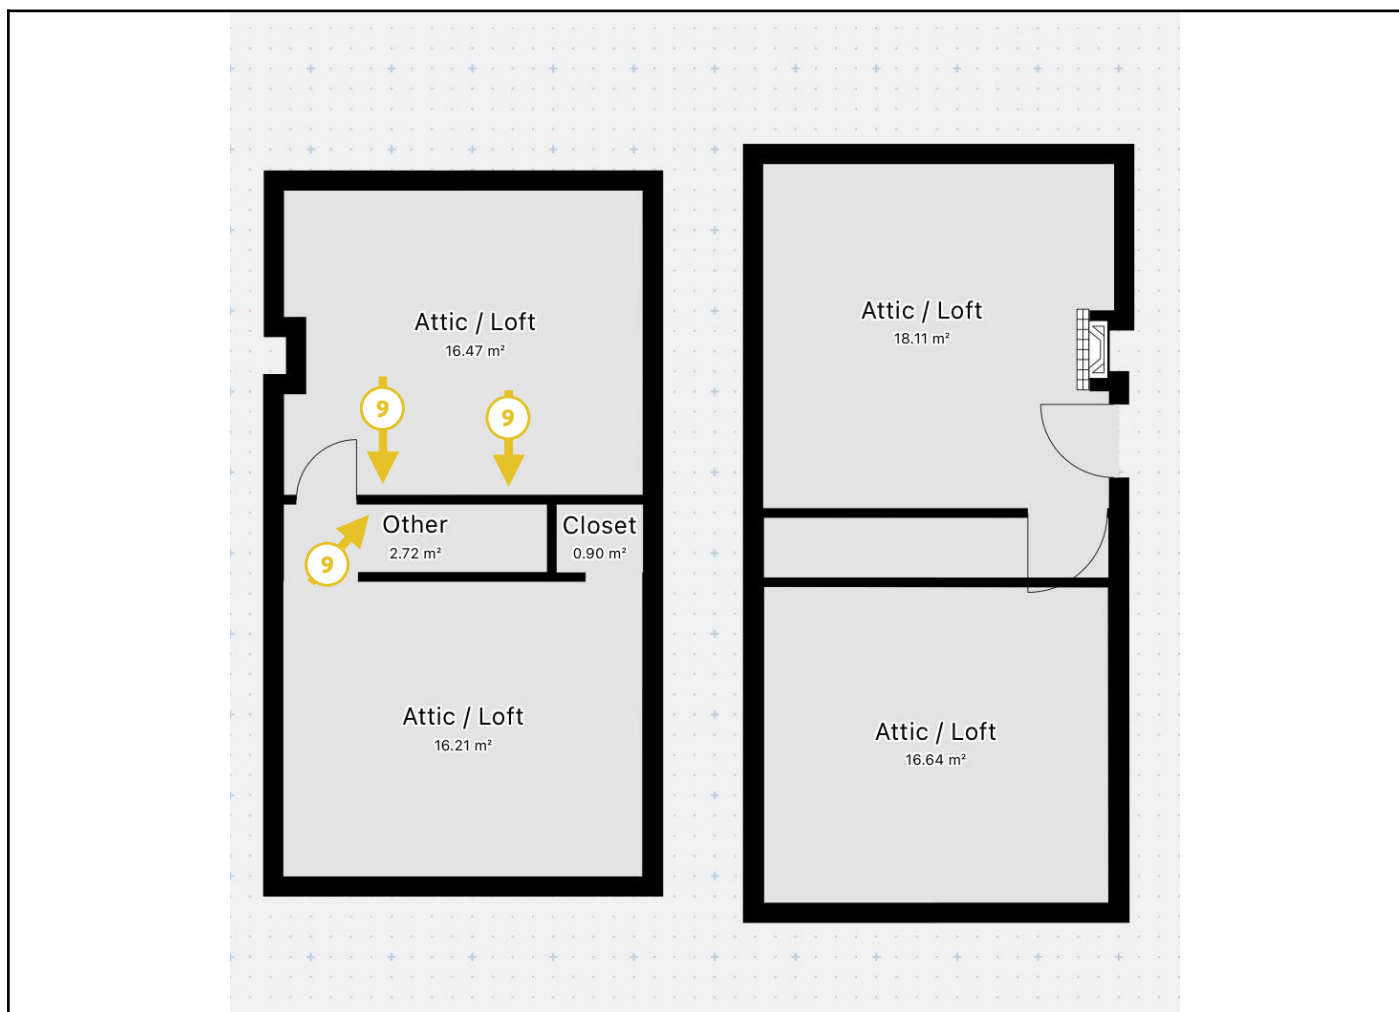 Attic / Loft
16.47 m²
9
9
Other
2.72 m²
Closet
0.90 m²
9
Attic / Loft
16.21 m²
Attic / Loft
18.11 m²
Attic / Loft
16.64 m²